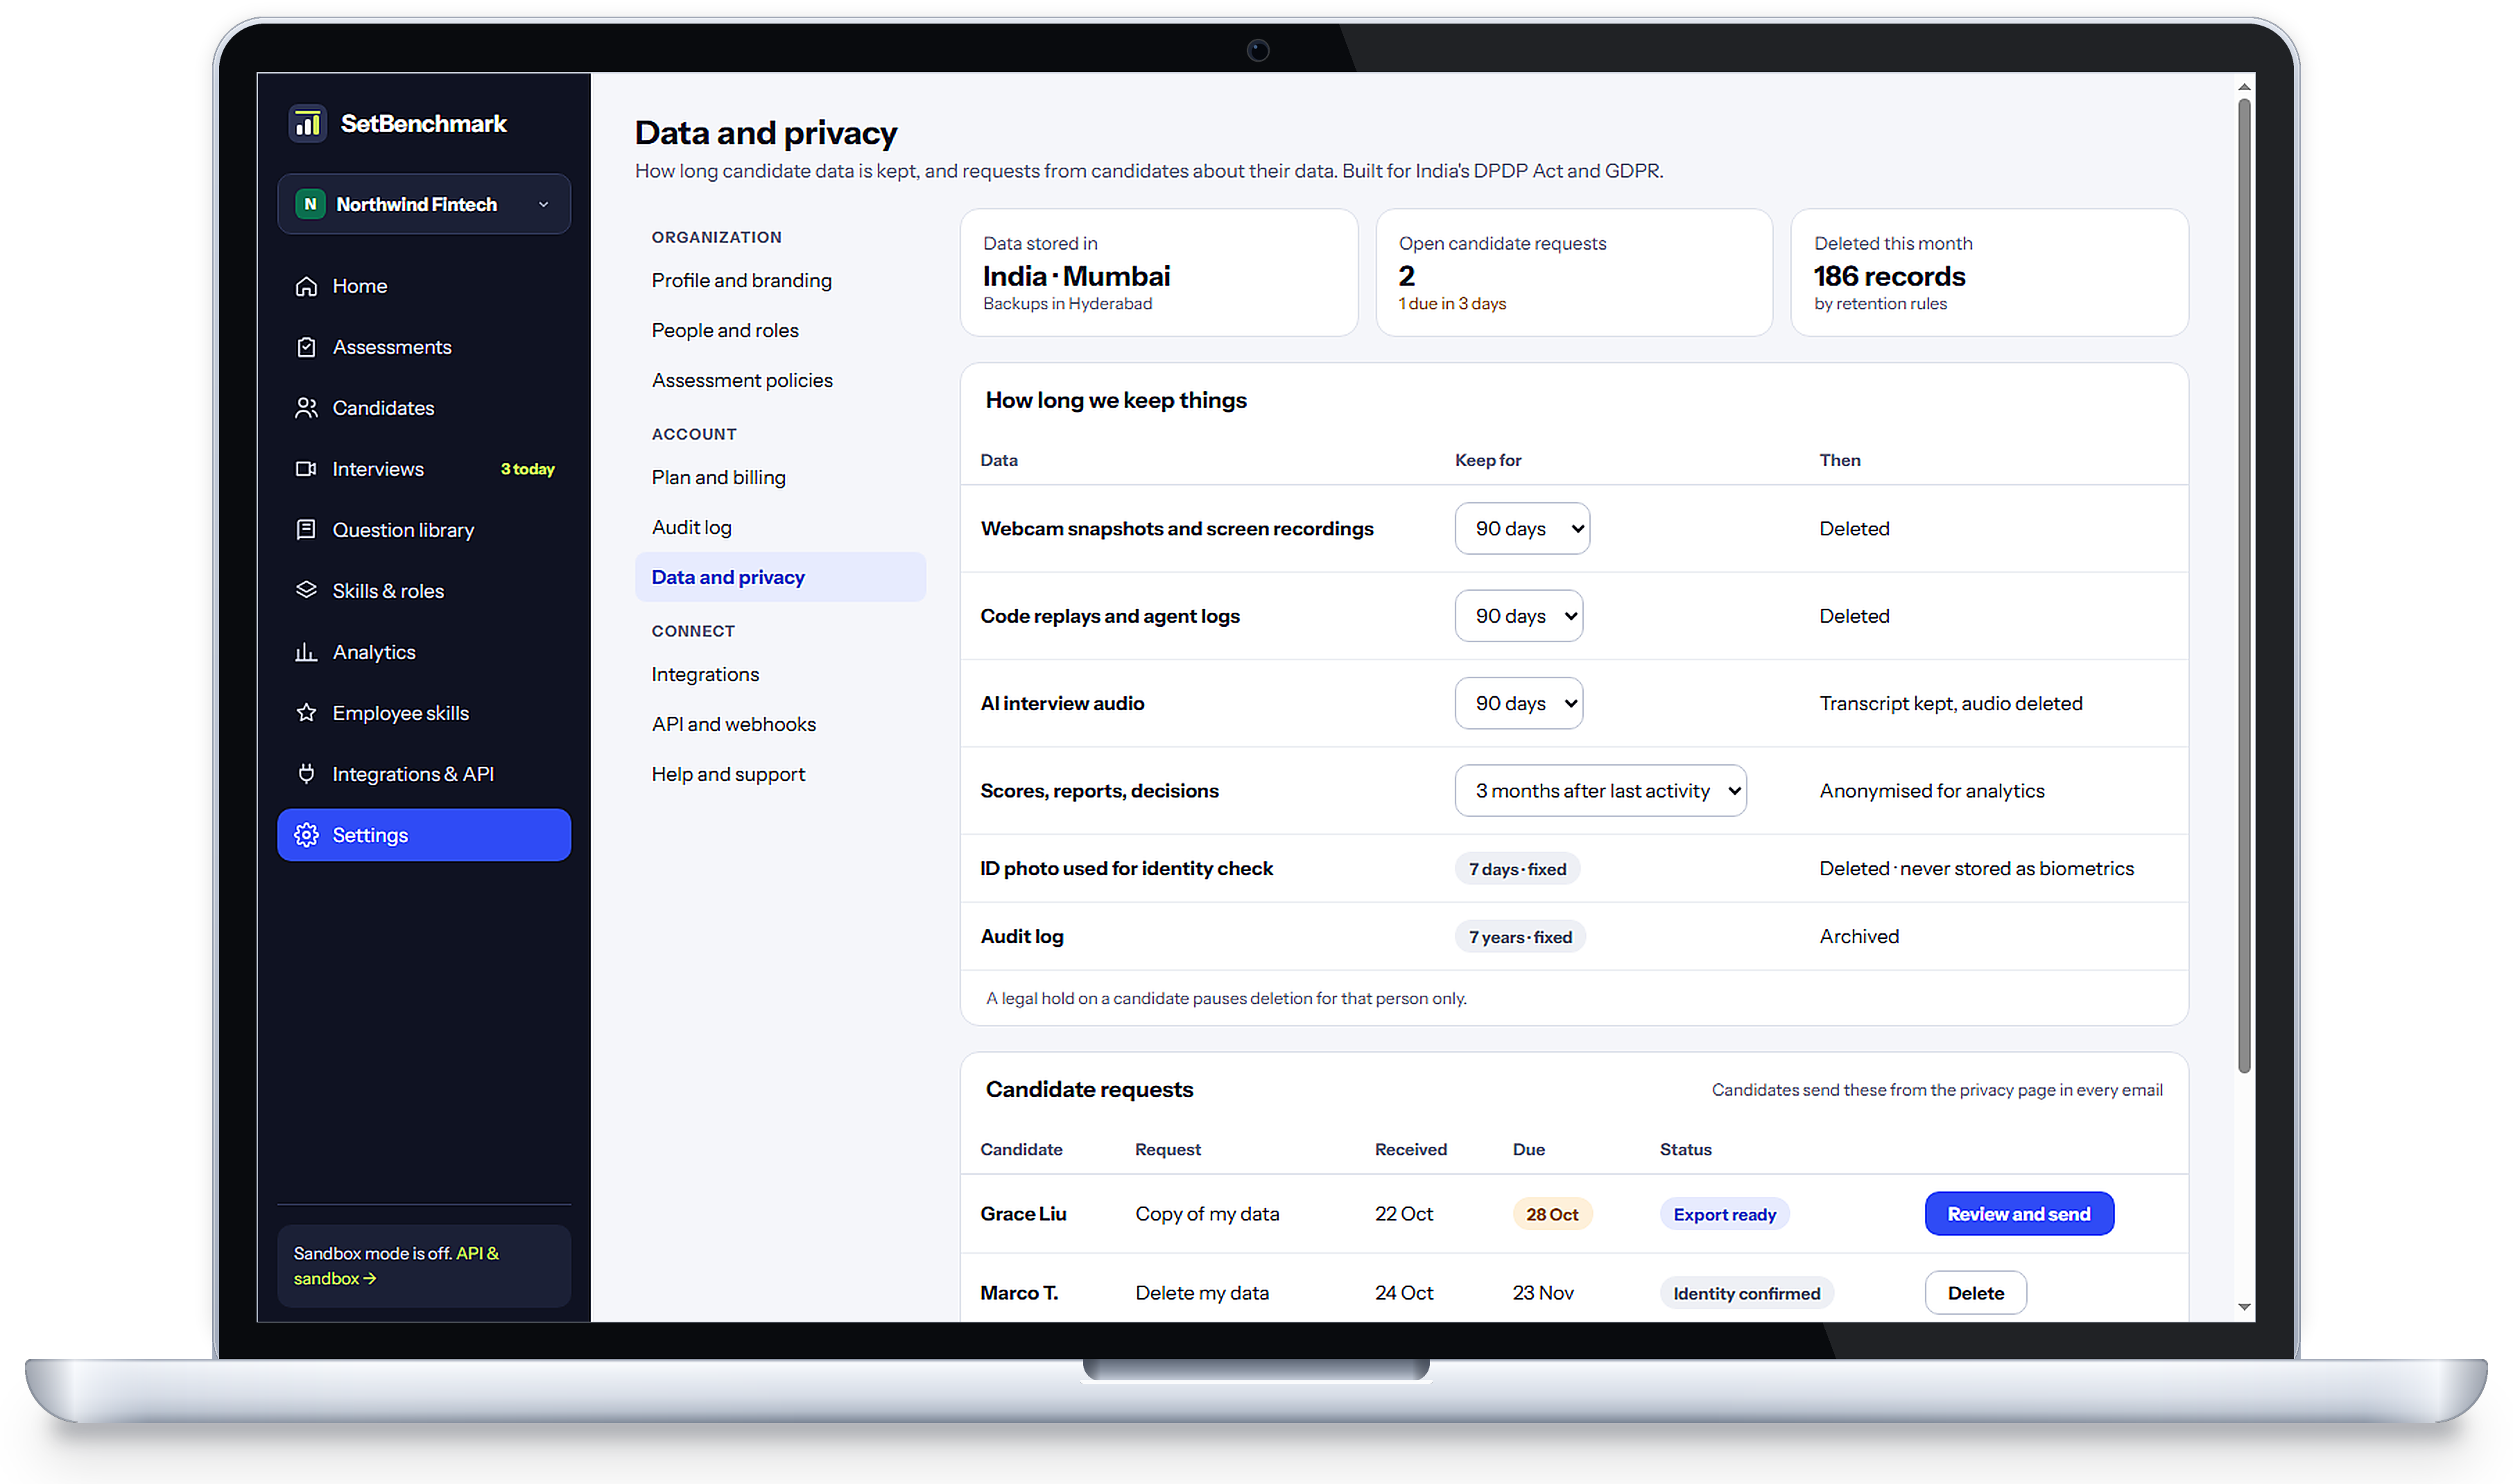 SetBenchmark
N Northwind Fintech
Home
Assessments
Candidates
Interviews 3 today
Question library
Skills & roles
Analytics
Employee skills
Integrations & API
Settings
Sandbox mode is off. API &
sandbox →
Data and privacy
How long candidate data is kept, and requests from candidates about their data. Built for India's DPDP Act and GDPR.
ORGANIZATION
Profile and branding
People and roles
Assessment policies
ACCOUNT
Plan and billing
Audit log
Data and privacy
CONNECT
Integrations
API and webhooks
Help and support
Data stored in
India · Mumbai
Backups in Hyderabad
Open candidate requests
2
1 due in 3 days
Deleted this month
186 records
by retention rules
How long we keep things
Data Keep for Then
Webcam snapshots and screen recordings 90 days Deleted
Code replays and agent logs 90 days Deleted
AI interview audio 90 days Transcript kept, audio deleted
Scores, reports, decisions 3 months after last activity Anonymised for analytics
ID photo used for identity check 7 days · fixed Deleted · never stored as biometrics
Audit log 7 years · fixed Archived
A legal hold on a candidate pauses deletion for that person only.
Candidate requests Candidates send these from the privacy page in every email
Candidate Request Received Due Status
Grace Liu Copy of my data 22 Oct 28 Oct Export ready Review and send
Marco T. Delete my data 24 Oct 23 Nov Identity confirmed Delete